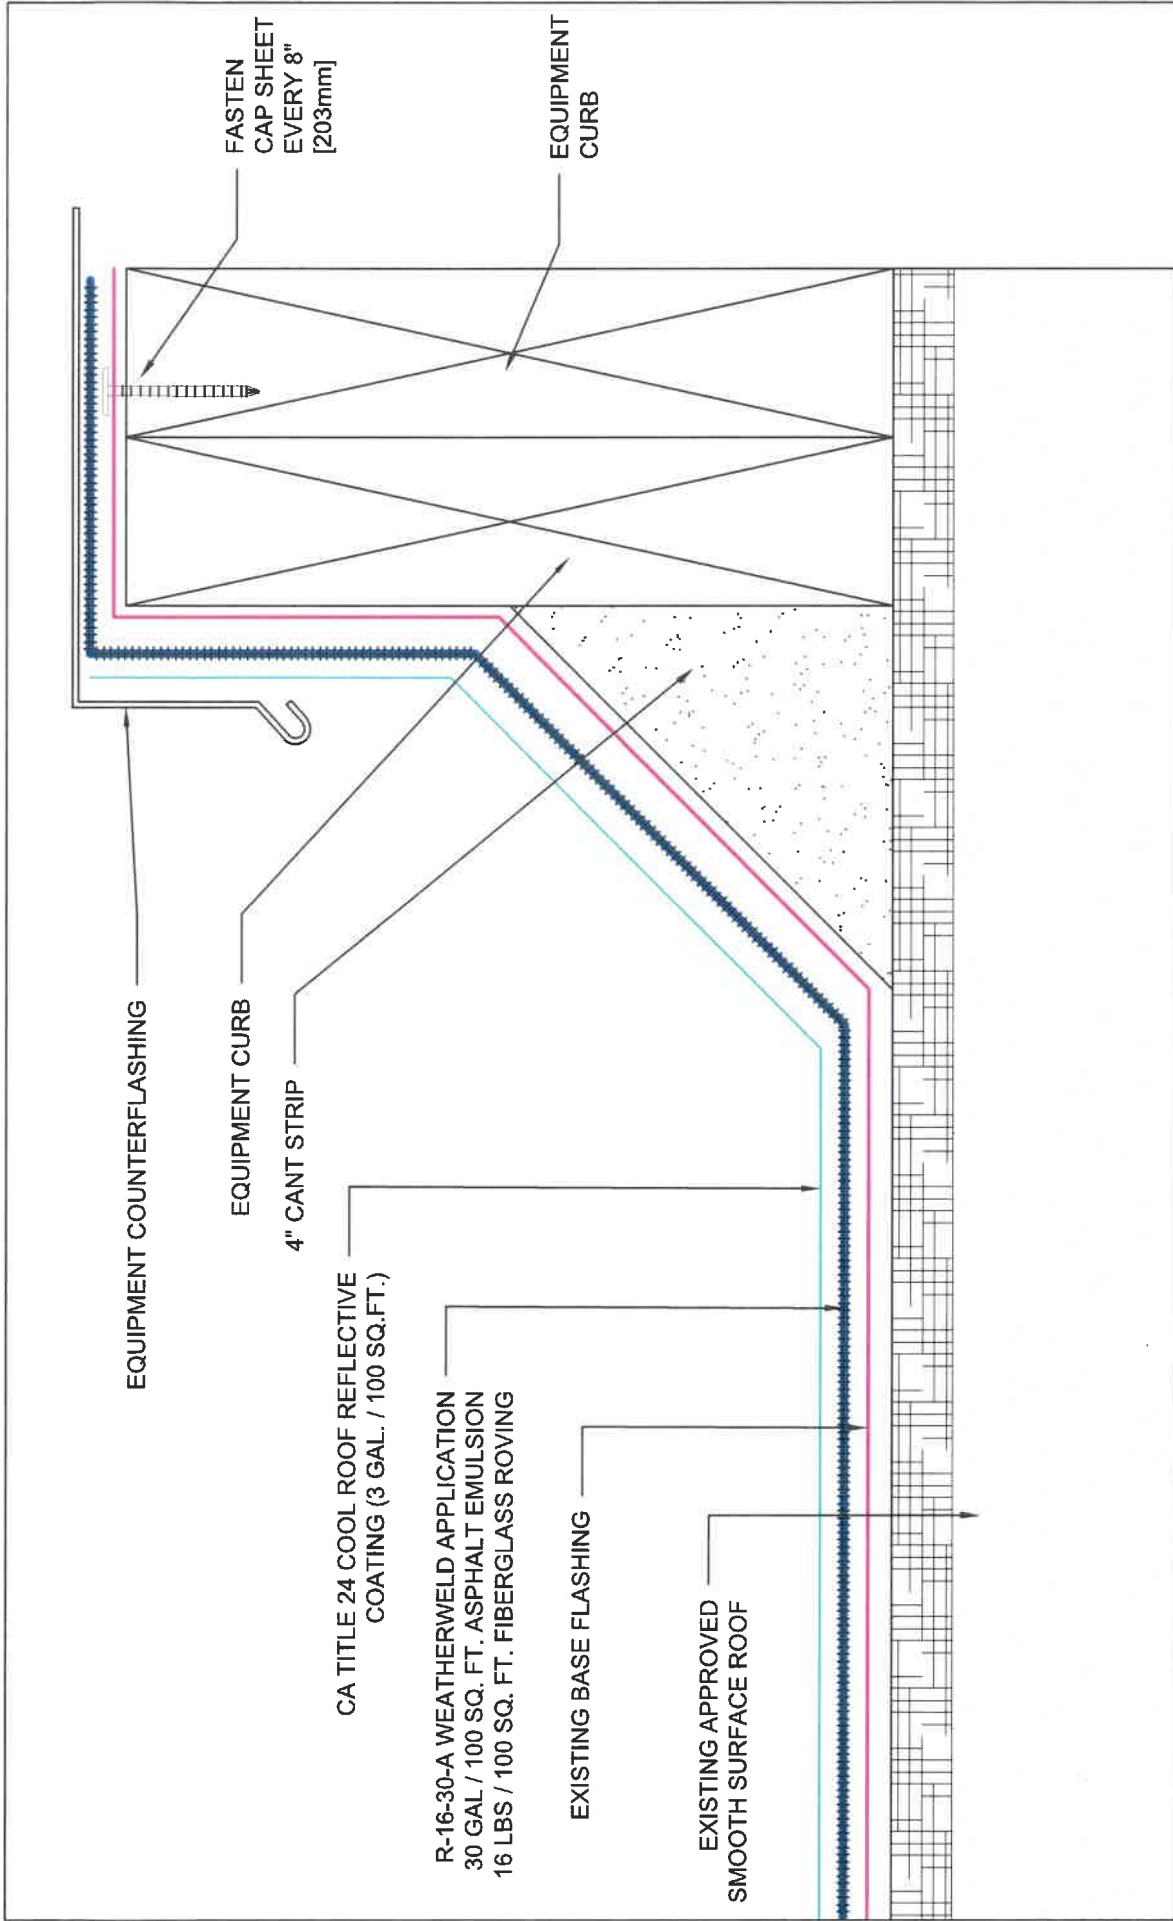 FASTEN
CAP SHEET
EVERY 8"
[203mm]
EQUIPMENT
CURB
EQUIPMENT COUNTERFLASHING
EQUIPMENT CURB
4" CANT STRIP
CA TITLE 24 COOL ROOF REFLECTIVE
COATING (3 GAL. / 100 SQ.FT.)
R-16-30-A WEATHERWELD APPLICATION
30 GAL / 100 SQ. FT. ASPHALT EMULSION
16 LBS / 100 SQ. FT. FIBERGLASS ROVING
EXISTING BASE FLASHING
EXISTING APPROVED
SMOOTH SURFACE ROOF